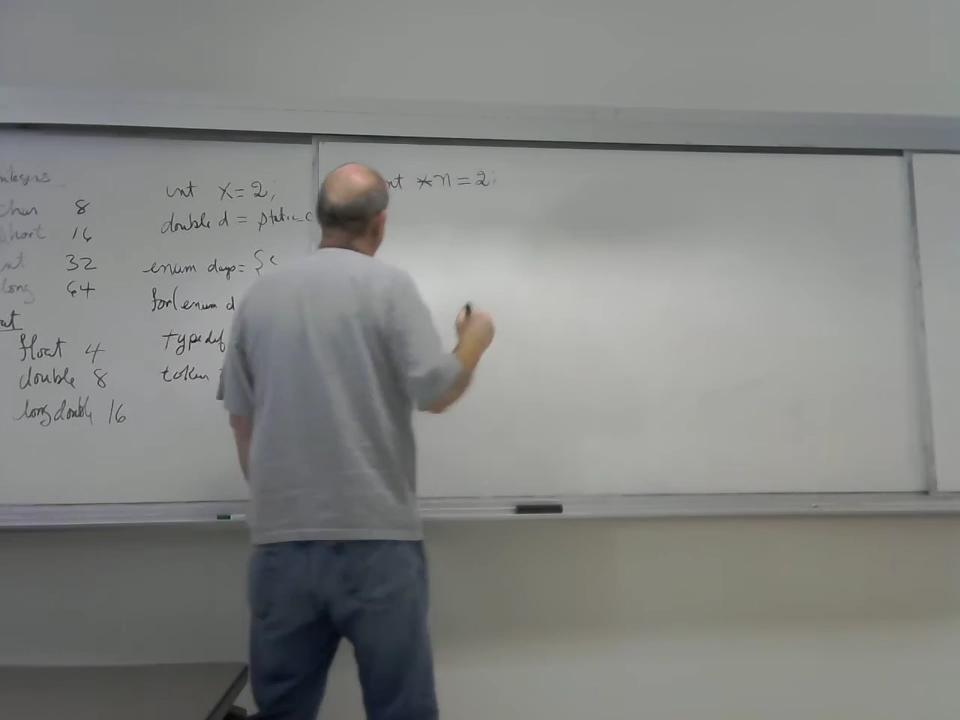 char 8
short 16
int 32
long 64
float 4
double 8
long double 16
int x = 2;
double d = static_c
enum days = {
for(enum d
typedef
token
int *n = 2;